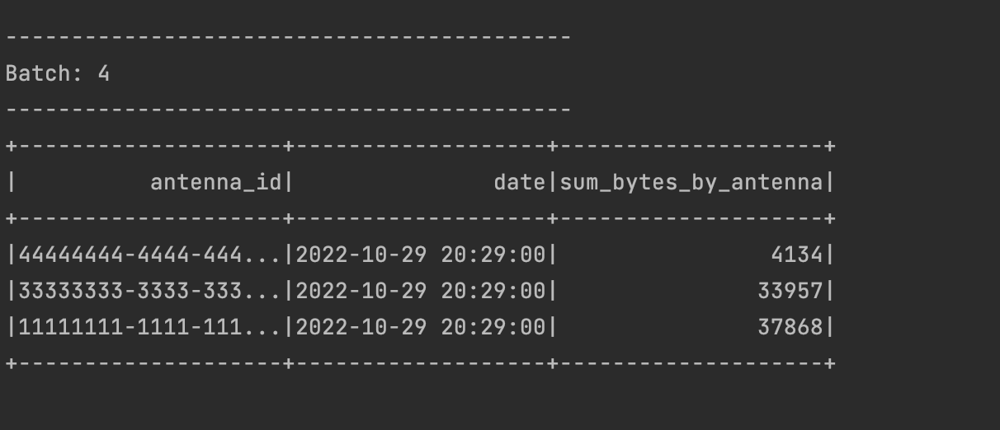 -------------------------------------------
Batch: 4
-------------------------------------------
+--------------------+-------------------+--------------------+
|          antenna_id|               date|sum_bytes_by_antenna|
+--------------------+-------------------+--------------------+
|44444444-4444-444...|2022-10-29 20:29:00|                4134|
|33333333-3333-333...|2022-10-29 20:29:00|               33957|
|11111111-1111-111...|2022-10-29 20:29:00|               37868|
+--------------------+-------------------+--------------------+